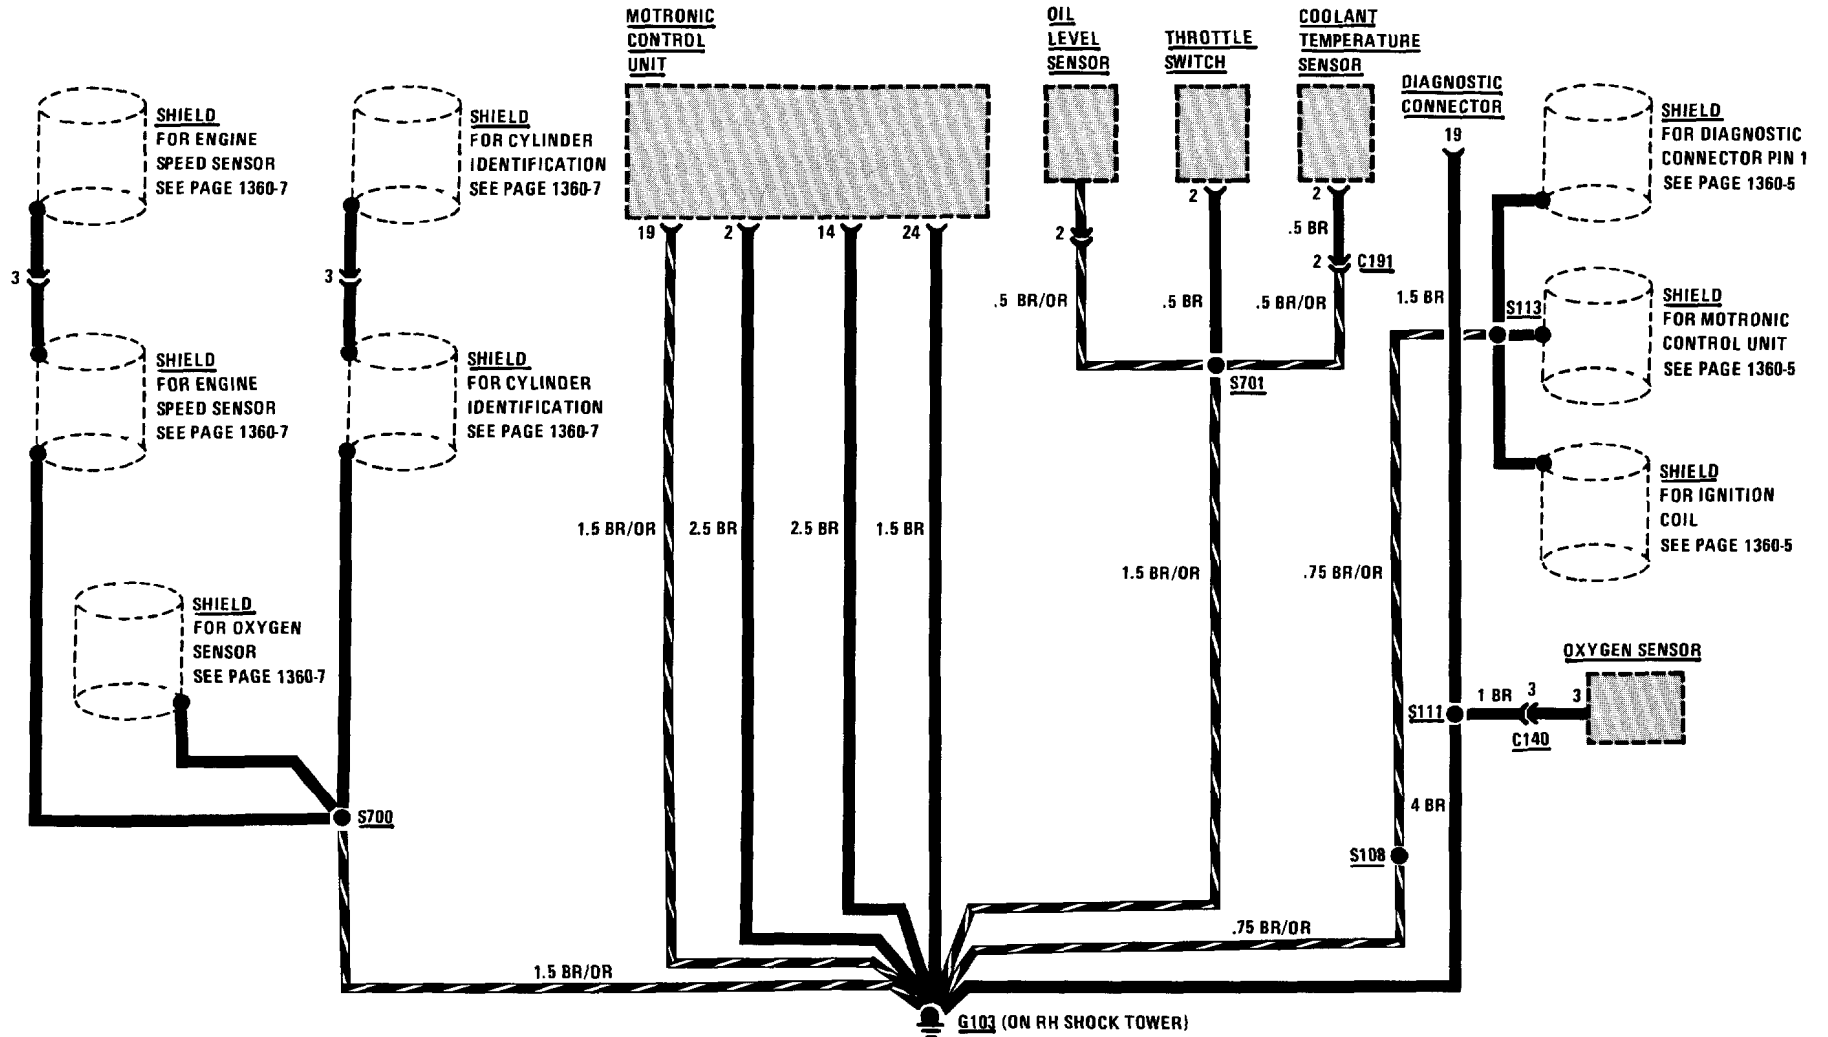 MOTRONIC
CONTROL
UNIT
OIL
LEVEL
SENSOR
THROTTLE
SWITCH
COOLANT
TEMPERATURE
SENSOR
DIAGNOSTIC
CONNECTOR
19
SHIELD
FOR ENGINE
SPEED SENSOR
SEE PAGE 1360-7
SHIELD
FOR CYLINDER
IDENTIFICATION
SEE PAGE 1360-7
SHIELD
FOR DIAGNOSTIC
CONNECTOR PIN 1
SEE PAGE 1360-5
19
2
14
24
2
2
2
.5 BR
2
C191
3
3
.5 BR/OR
.5 BR
.5 BR/OR
1.5 BR
S113
SHIELD
FOR MOTRONIC
CONTROL UNIT
SEE PAGE 1360-5
SHIELD
FOR ENGINE
SPEED SENSOR
SEE PAGE 1360-7
SHIELD
FOR CYLINDER
IDENTIFICATION
SEE PAGE 1360-7
S701
SHIELD
FOR IGNITION
COIL
SEE PAGE 1360-5
1.5 BR/OR
2.5 BR
2.5 BR
1.5 BR
1.5 BR/OR
.75 BR/OR
SHIELD
FOR OXYGEN
SENSOR
SEE PAGE 1360-7
OXYGEN SENSOR
S111
1 BR
3
3
C140
4 BR
S700
S108
.75 BR/OR
1.5 BR/OR
G103 (ON RH SHOCK TOWER)